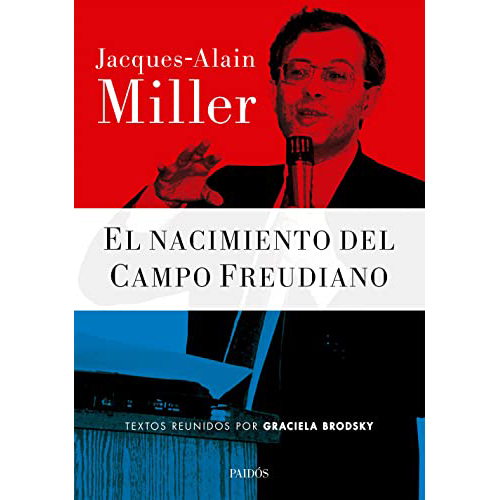 Jacques-Alain
Miller
EL NACIMIENTO DEL
CAMPO FREUDIANO
TEXTOS REUNIDOS POR GRACIELA BRODSKY
PAIDÓS